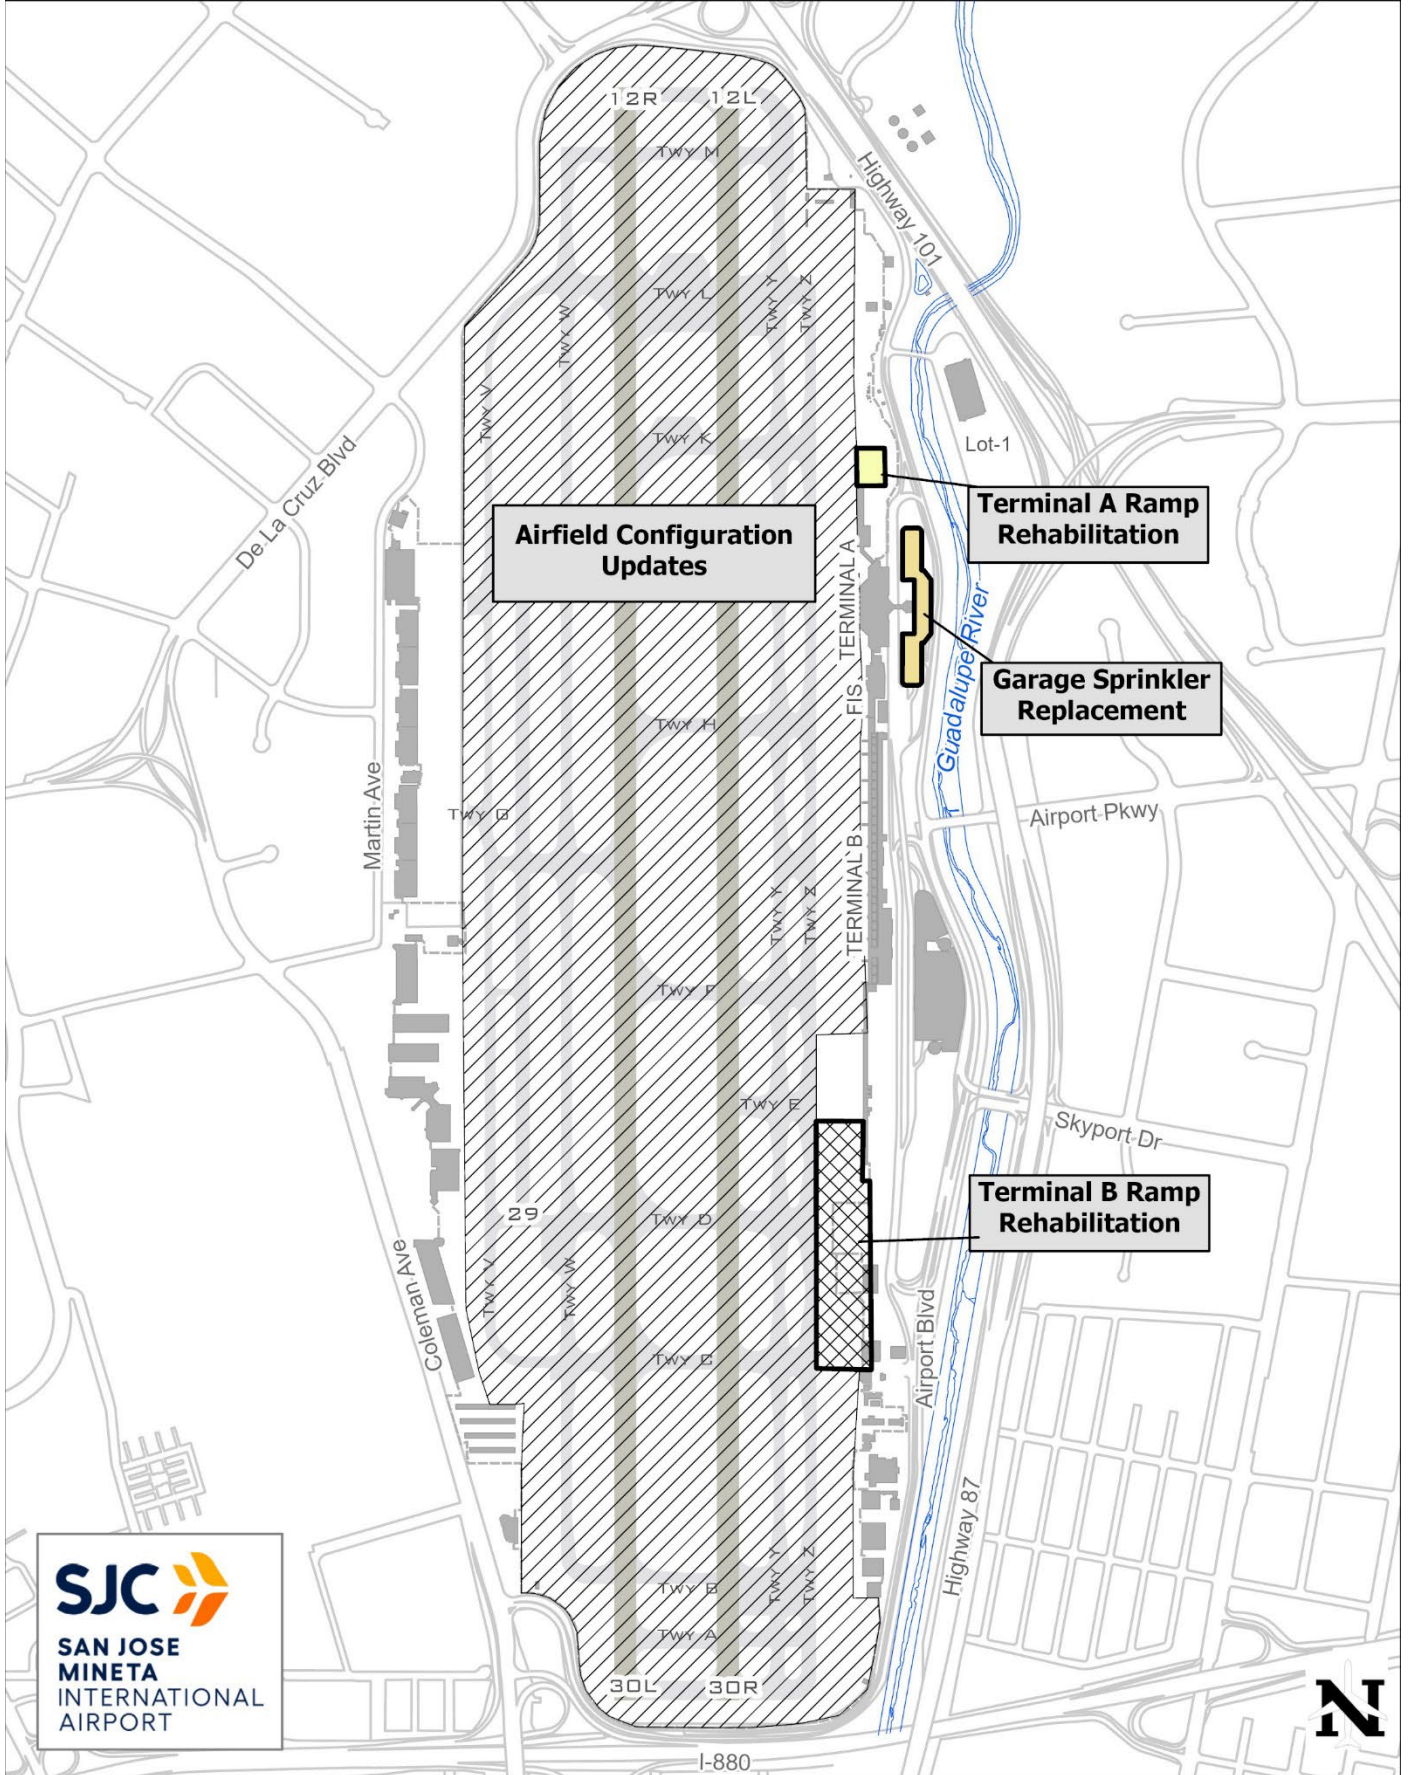 12R
12L
TWY M
Highway 101
TWY L
TWY Y
TWY Z
TWY W
TWY V
TWY K
Lot-1
De La Cruz Blvd
Terminal A Ramp
Rehabilitation
Airfield Configuration
Updates
TERMINAL A
Guadalupe River
Garage Sprinkler
Replacement
FIS
TWY H
Martin Ave
TWY G
Airport Pkwy
TERMINAL B
TWY Y
TWY Z
TWY F
TWY E
Skyport Dr
Terminal B Ramp
Rehabilitation
29
TWY D
TWY V
TWY W
Coleman Ave
Airport Blvd
TWY C
Highway 87
TWY Y
TWY Z
TWY B
TWY A
30L
30R
SJC
SAN JOSE
MINETA
INTERNATIONAL
AIRPORT
N
I-880